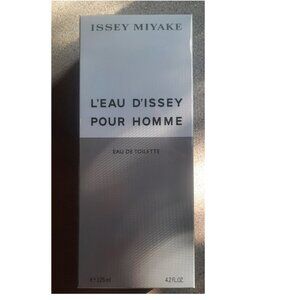 ISSEY MIYAKE
L'EAU D'ISSEY
POUR HOMME
EAU DE TOILETTE
℮ 125 ml 4.2 FL.OZ.